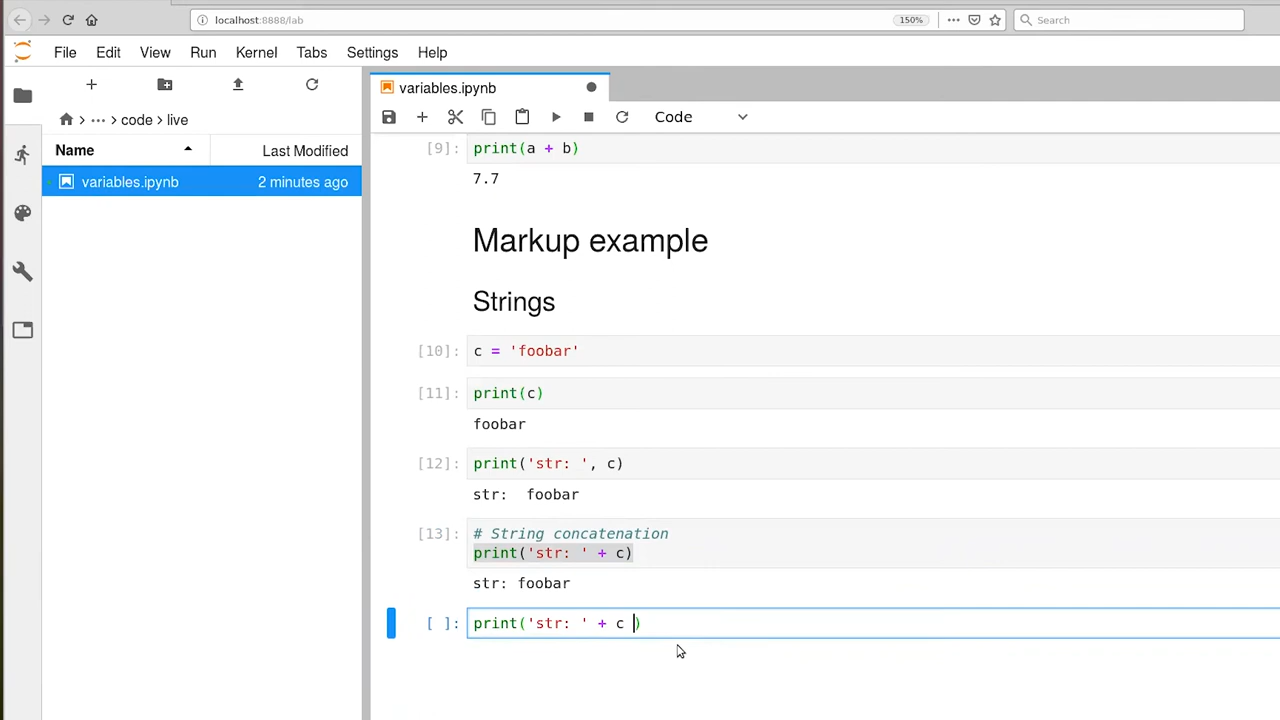 localhost:8888/lab
150%
Search
File Edit View Run Kernel Tabs Settings Help
variables.ipynb
code > live
Code
Name Last Modified
variables.ipynb 2 minutes ago
[9]: print(a + b)
7.7
Markup example
Strings
[10]: c = 'foobar'
[11]: print(c)
foobar
[12]: print('str: ', c)
str:  foobar
[13]: # String concatenation
print('str: ' + c)
str: foobar
[ ]: print('str: ' + c )